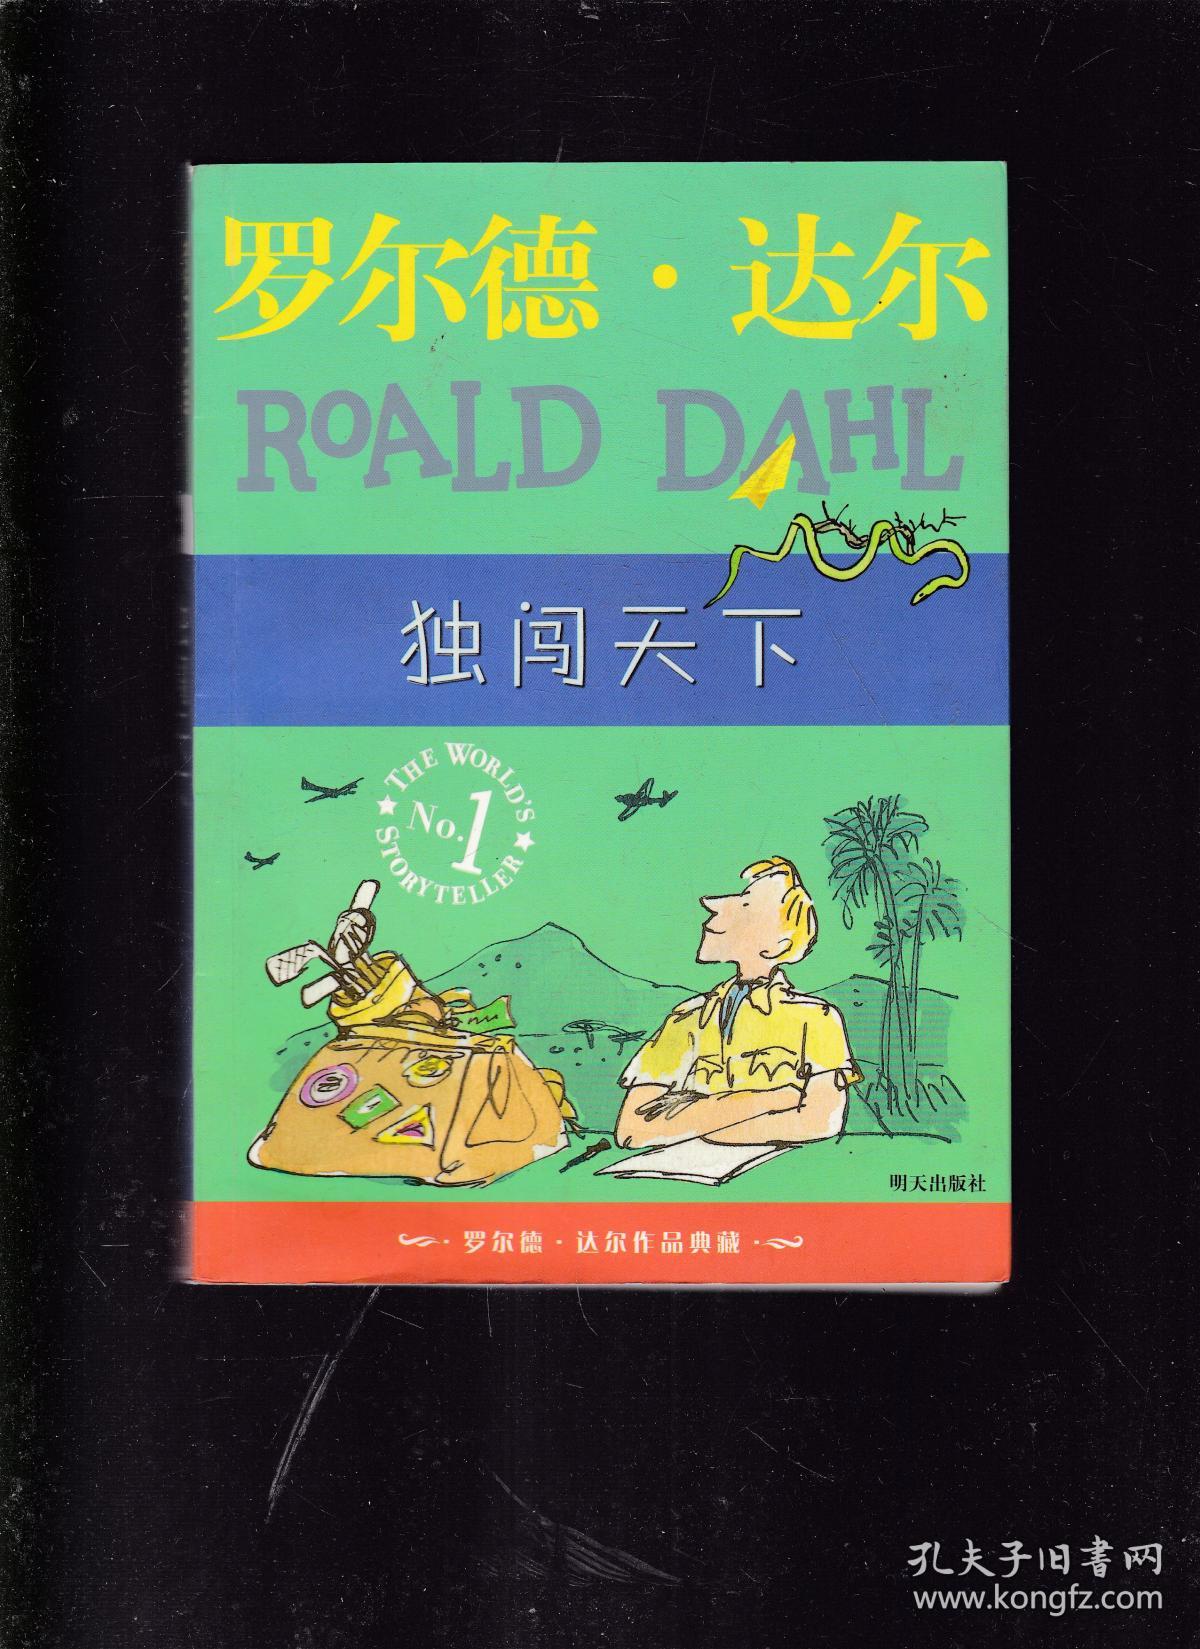 罗尔德·达尔
ROALD DAHL
独闯天下
THE WORLD'S
No.1
STORYTELLER
明天出版社
·罗尔德·达尔作品典藏·
孔夫子旧書网
www.kongfz.com